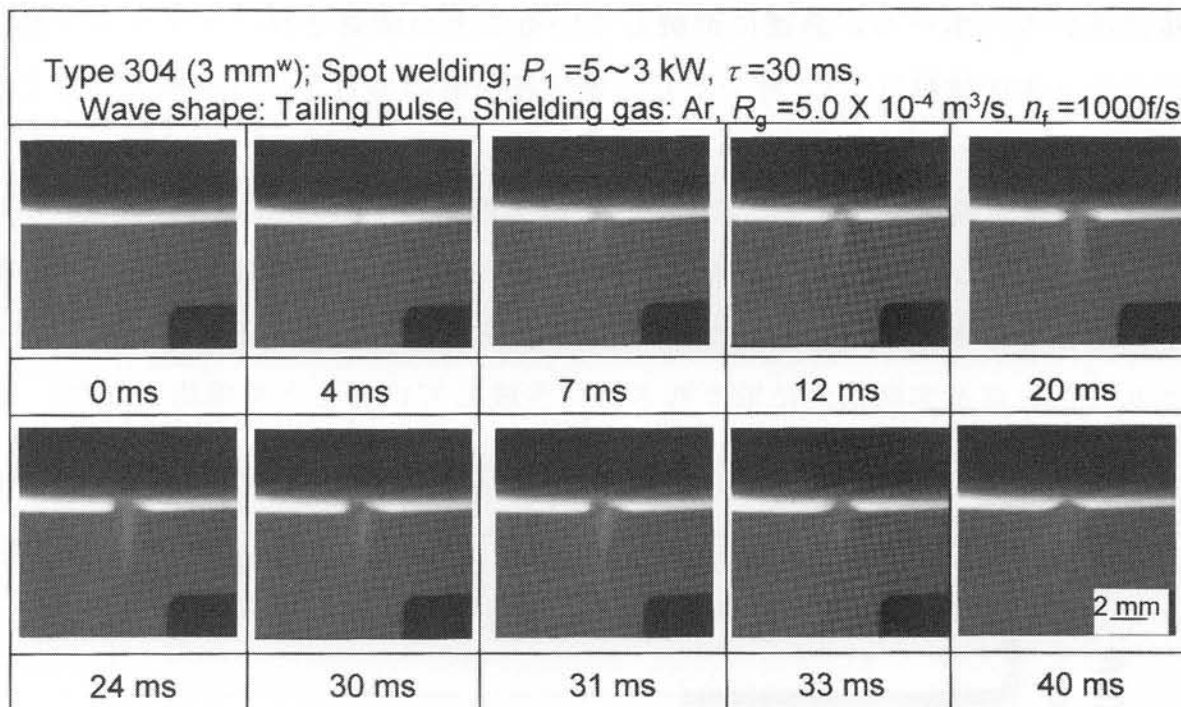 Type 304 (3 mmʷ); Spot welding; P₁ =5～3 kW, τ =30 ms,
Wave shape: Tailing pulse, Shielding gas: Ar, R_g =5.0 X 10⁻⁴ m³/s, n_f =1000f/s
0 ms 4 ms 7 ms 12 ms 20 ms
2 mm
24 ms 30 ms 31 ms 33 ms 40 ms